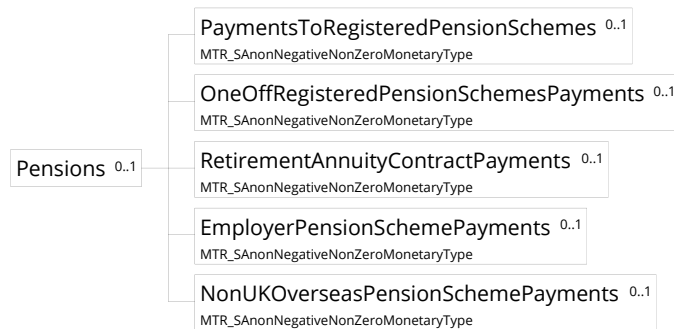 PaymentsToRegisteredPensionSchemes 0..1
MTR_SAnonNegativeNonZeroMonetaryType
OneOffRegisteredPensionSchemesPayments 0..1
MTR_SAnonNegativeNonZeroMonetaryType
Pensions 0..1
RetirementAnnuityContractPayments 0..1
MTR_SAnonNegativeNonZeroMonetaryType
EmployerPensionSchemePayments 0..1
MTR_SAnonNegativeNonZeroMonetaryType
NonUKOverseasPensionSchemePayments 0..1
MTR_SAnonNegativeNonZeroMonetaryType